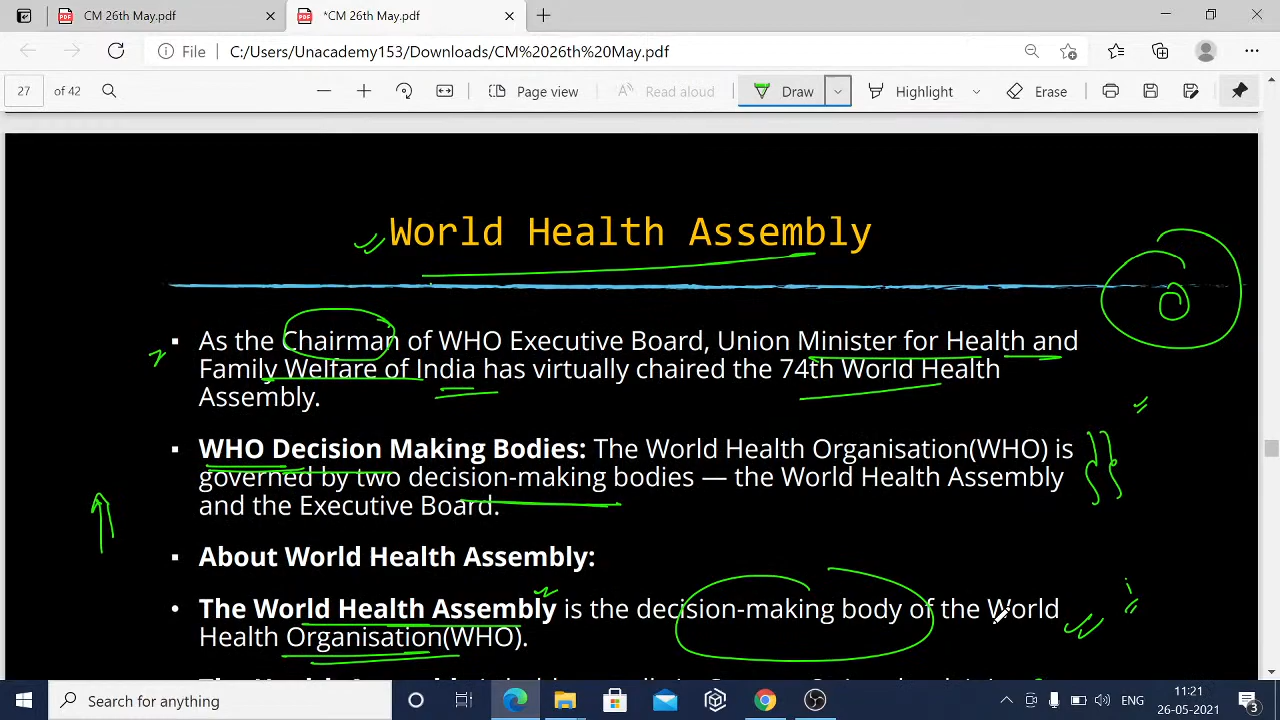 CM 26th May.pdf
*CM 26th May.pdf
File
C:/Users/Unacademy153/Downloads/CM%2026th%20May.pdf
27 of 42
Page view
Read aloud
Draw
Highlight
Erase
World Health Assembly
▪ As the Chairman of WHO Executive Board, Union Minister for Health and
Family Welfare of India has virtually chaired the 74th World Health
Assembly.
▪ WHO Decision Making Bodies: The World Health Organisation(WHO) is
governed by two decision-making bodies — the World Health Assembly
and the Executive Board.
▪ About World Health Assembly:
• The World Health Assembly is the decision-making body of the World
Health Organisation(WHO).
Type here to search
ENG
11:21
26-05-2021
3